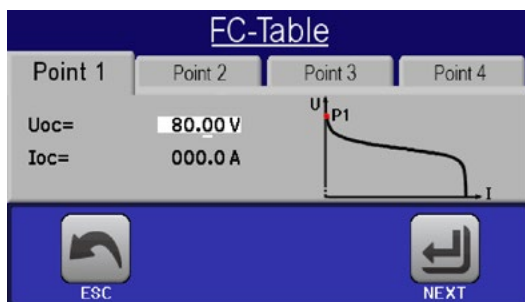 FC-Table
Point 1 Point 2 Point 3 Point 4
Uoc= 80.00 V
Ioc= 000.0 A
U
P1
I
ESC NEXT